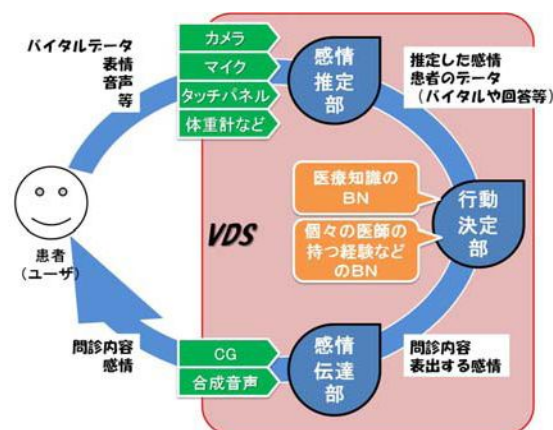 バイタルデータ
表情
音声
等
カメラ
マイク
タッチパネル
体重計など
感情
推定
部
推定した感情
患者のデータ
(バイタルや回答等)
医療知識の
BN
個々の医師の
持つ経験など
のBN
行動
決定
部
VDS
患者
(ユーザ)
問診内容
感情
CG
合成音声
感情
伝達
部
問診内容
表出する感情